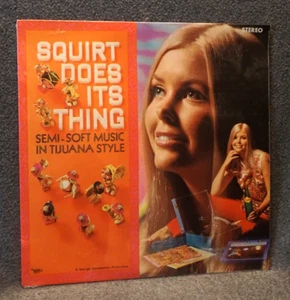 STEREO
SQUIRT
DOES
ITS
THING
SEMI-SOFT MUSIC
IN TIJUANA STYLE